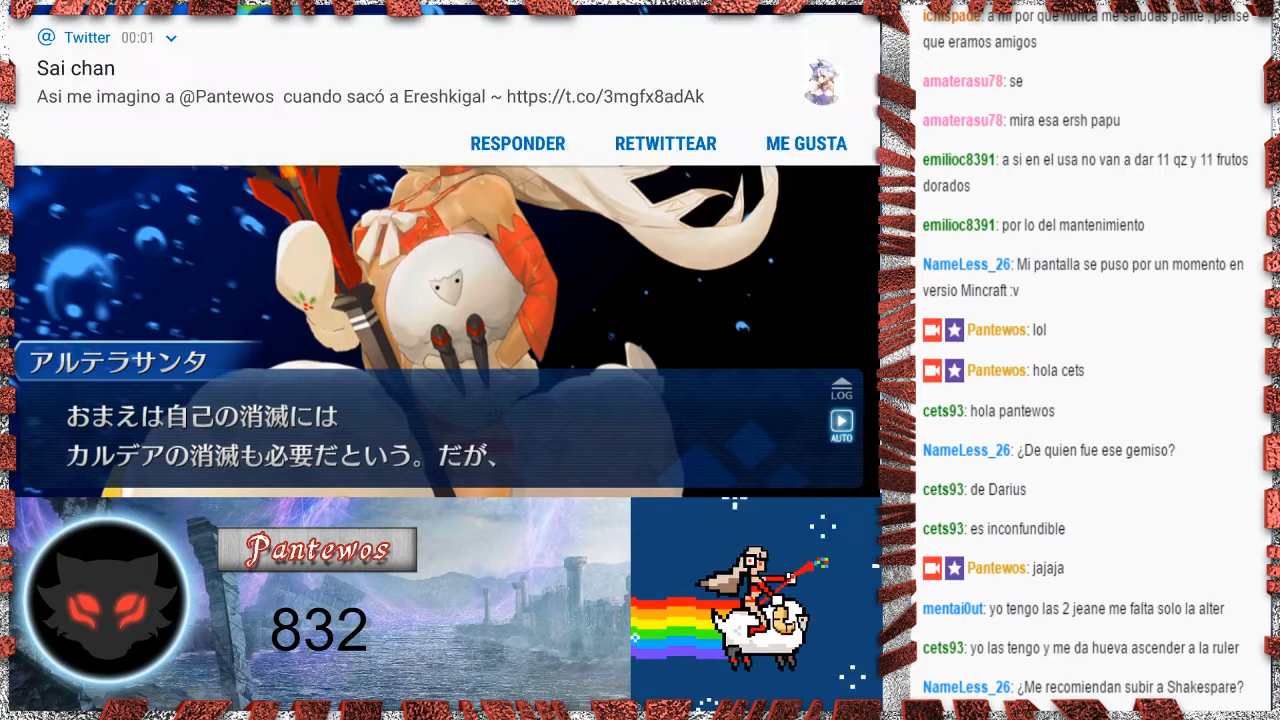 Twitter 00:01
Sai chan
Asi me imagino a @Pantewos cuando sacó a Ereshkigal ~ https://t.co/3mgfx8adAk
RESPONDER RETWITTEAR ME GUSTA
アルテラサンタ
おまえは自己の消滅には
カルデアの消滅も必要だという。だが、
LOG
AUTO
Pantewos
832
ichispade: a mi por que nunca me saludas pante , pense
que eramos amigos
amaterasu78: se
amaterasu78: mira esa ersh papu
emilioc8391: a si en el usa no van a dar 11 qz y 11 frutos
dorados
emilioc8391: por lo del mantenimiento
NameLess_26: Mi pantalla se puso por un momento en
versio Mincraft :v
Pantewos: lol
Pantewos: hola cets
cets93: hola pantewos
NameLess_26: ¿De quien fue ese gemiso?
cets93: de Darius
cets93: es inconfundible
Pantewos: jajaja
mentai0ut: yo tengo las 2 jeane me falta solo la alter
cets93: yo las tengo y me da hueva ascender a la ruler
NameLess_26: ¿Me recomiendan subir a Shakespare?